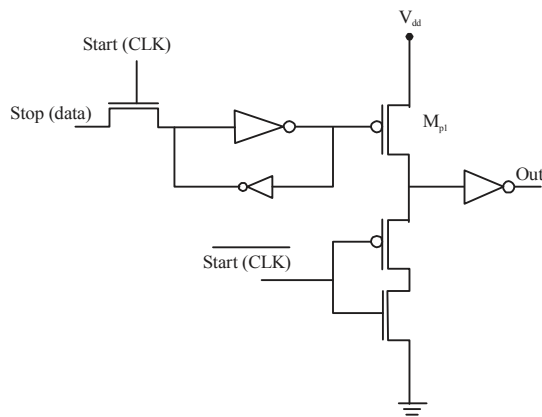 V_dd
Start (CLK)
Stop (data)
M_p1
Out
Start (CLK)